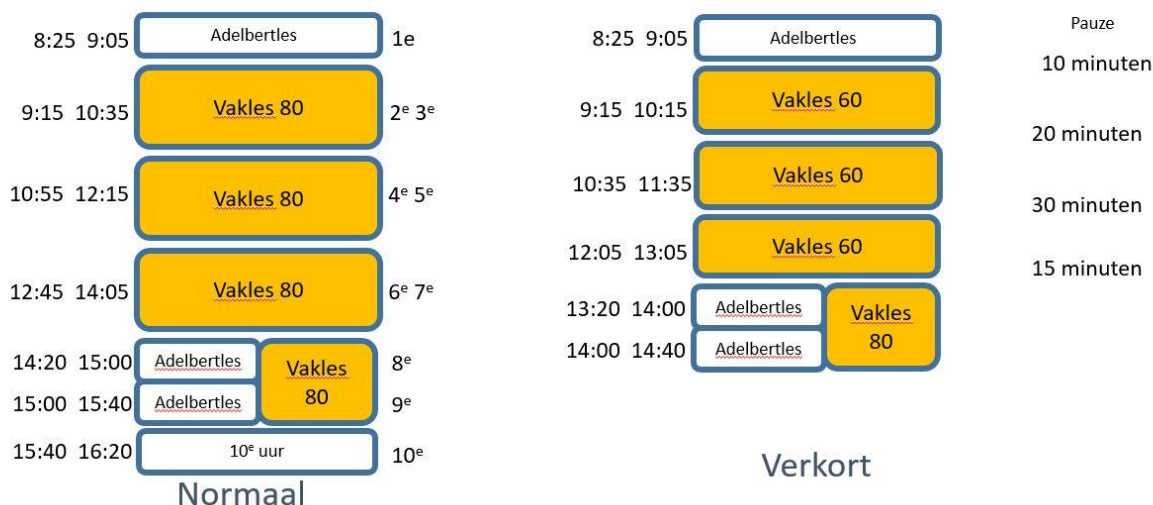 8:25 9:05 Adelbertles 1e
9:15 10:35 Vakles 80 2e 3e
10:55 12:15 Vakles 80 4e 5e
12:45 14:05 Vakles 80 6e 7e
14:20 15:00 Adelbertles 8e
15:00 15:40 Adelbertles 9e
Vakles
80
15:40 16:20 10e uur 10e
Normaal
8:25 9:05 Adelbertles
9:15 10:15 Vakles 60
10:35 11:35 Vakles 60
12:05 13:05 Vakles 60
13:20 14:00 Adelbertles
14:00 14:40 Adelbertles
Vakles
80
Verkort
Pauze
10 minuten
20 minuten
30 minuten
15 minuten